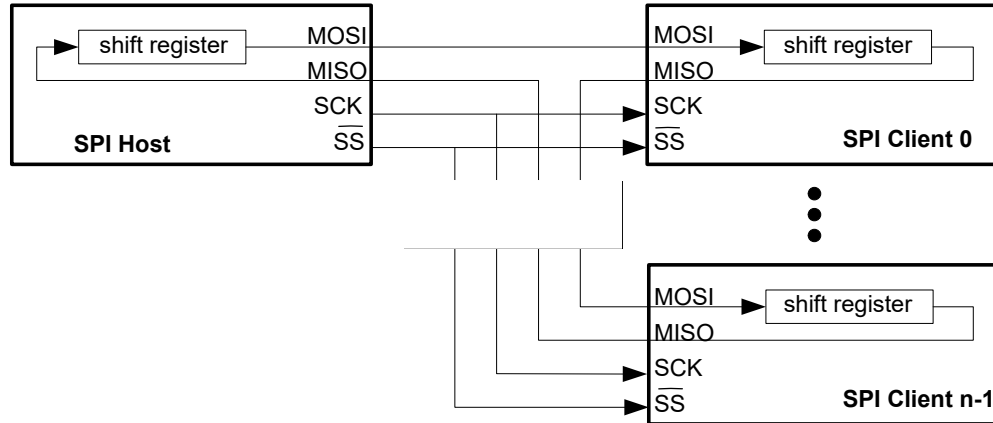 shift register
MOSI
MISO
SCK
SS
SPI Host
MOSI
shift register
MISO
SCK
SS
SPI Client 0
MOSI
shift register
MISO
SCK
SS
SPI Client n-1